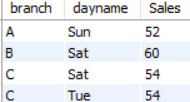 branch dayname Sales
A Sun 52
B Sat 60
C Sat 54
C Tue 54